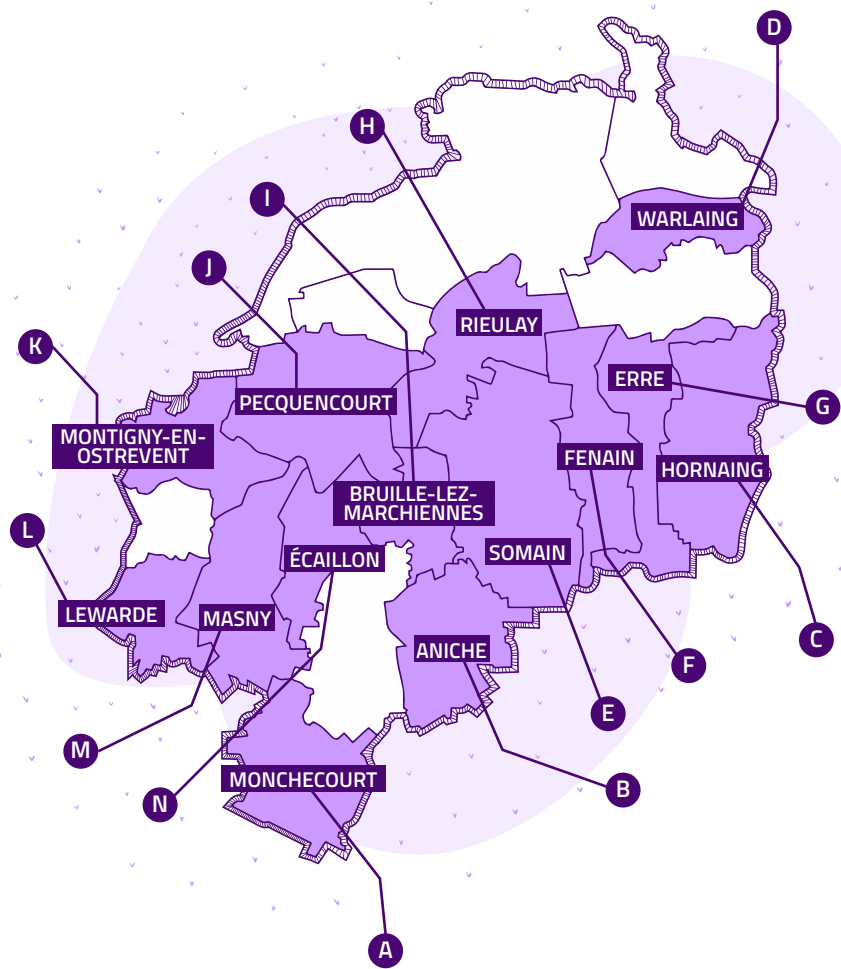 D
H
I
WARLAING
J
RIEULAY
K
ERRE
PECQUENCOURT
G
MONTIGNY-EN-
OSTREVENT
FENAIN
HORNAING
BRUILLE-LEZ-
MARCHIENNES
L
ÉCAILLON
SOMAIN
LEWARDE
MASNY
C
ANICHE
F
E
M
MONCHECOURT
B
N
A